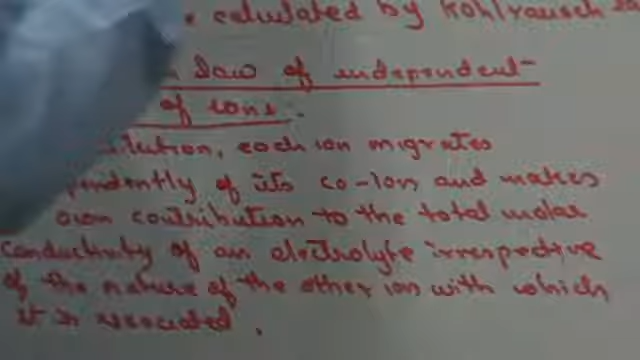 calculated by Kohlrausch
law of independent
of ions.
each ion migrates
of its co-ion and makes
own contribution to the total molar
conductivity of an electrolyte irrespective
of the nature of the other ion with which
it is associated.